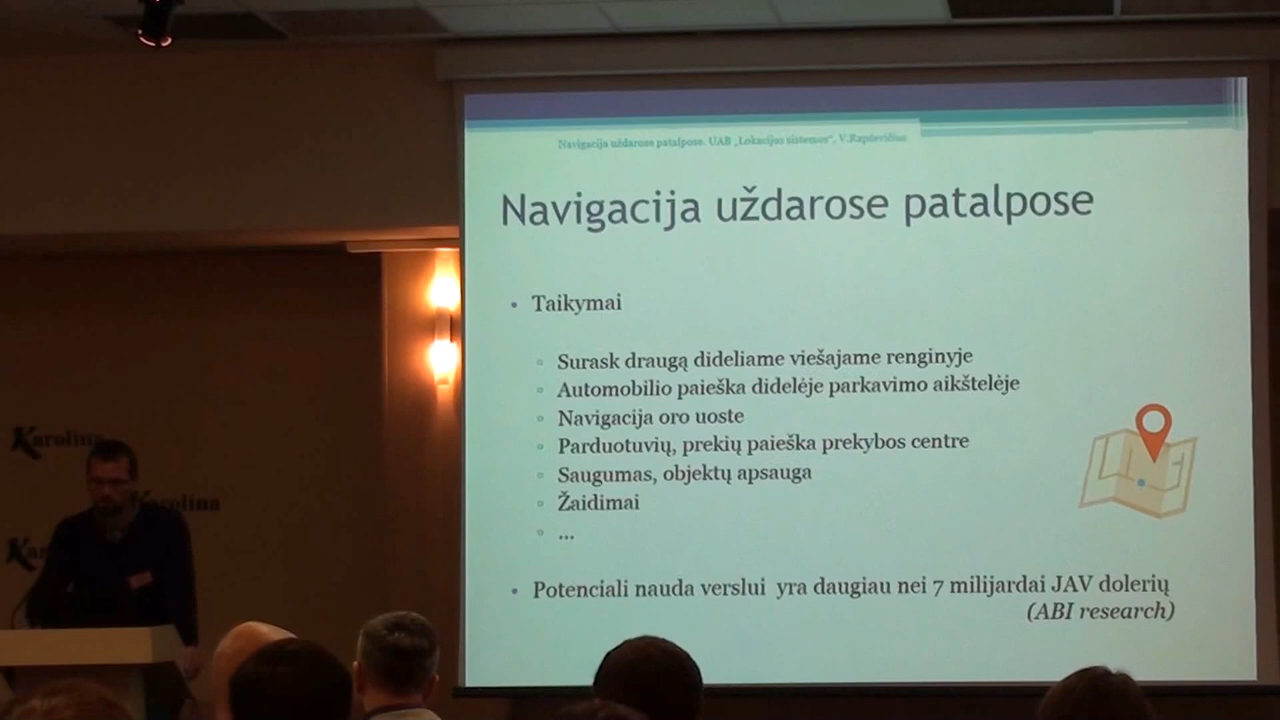 Navigacija uždarose patalpose. UAB „Lokacijos sistemos“, V.Rapševičius
Navigacija uždarose patalpose
• Taikymai
▫ Surask draugą dideliame viešajame renginyje
▫ Automobilio paieška didelėje parkavimo aikštelėje
▫ Navigacija oro uoste
▫ Parduotuvių, prekių paieška prekybos centre
▫ Saugumas, objektų apsauga
▫ Žaidimai
▫ ...
• Potenciali nauda verslui yra daugiau nei 7 milijardai JAV dolerių
(ABI research)
Karolina
Karolina